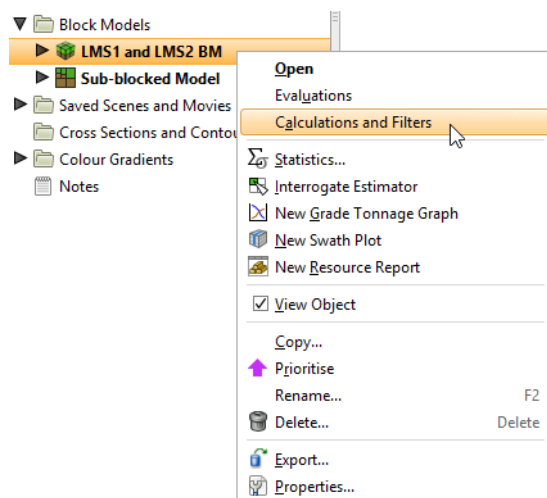 Block Models
LMS1 and LMS2 BM
Sub-blocked Model
Saved Scenes and Movies
Cross Sections and Contou
Colour Gradients
Notes
Open
Evaluations
Calculations and Filters
Statistics...
Interrogate Estimator
New Grade Tonnage Graph
New Swath Plot
New Resource Report
View Object
Copy...
Prioritise
Rename... F2
Delete... Delete
Export...
Properties...